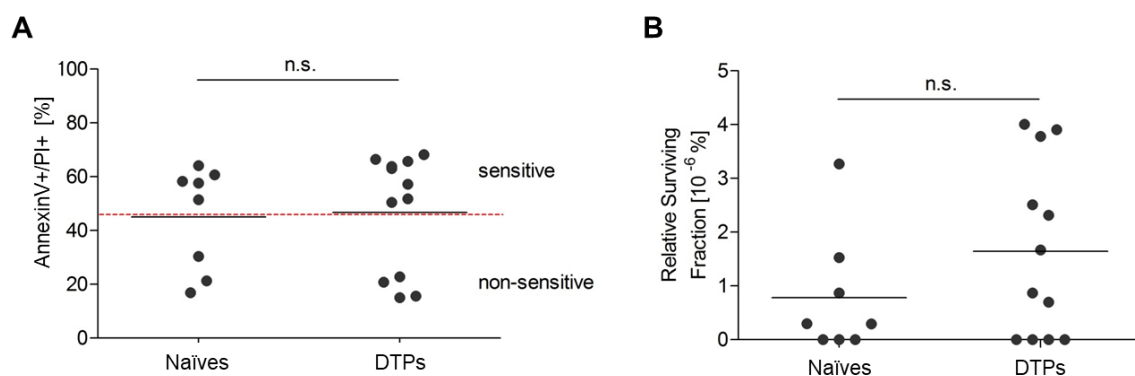 A
AnnexinV+/PI+ [%]
100
80
60
40
20
0
n.s.
sensitive
non-sensitive
Naïves
DTPs
B
Relative Surviving
Fraction [10 -6 %]
5
4
3
2
1
0
n.s.
Naïves
DTPs